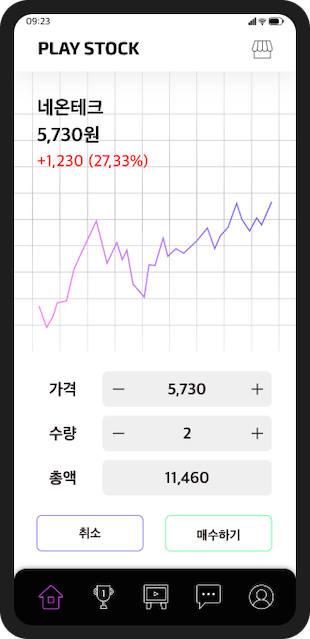 09:23
PLAY STOCK
네온테크
5,730원
+1,230 (27,33%)
가격 − 5,730 +
수량 − 2 +
총액 11,460
취소 매수하기
1